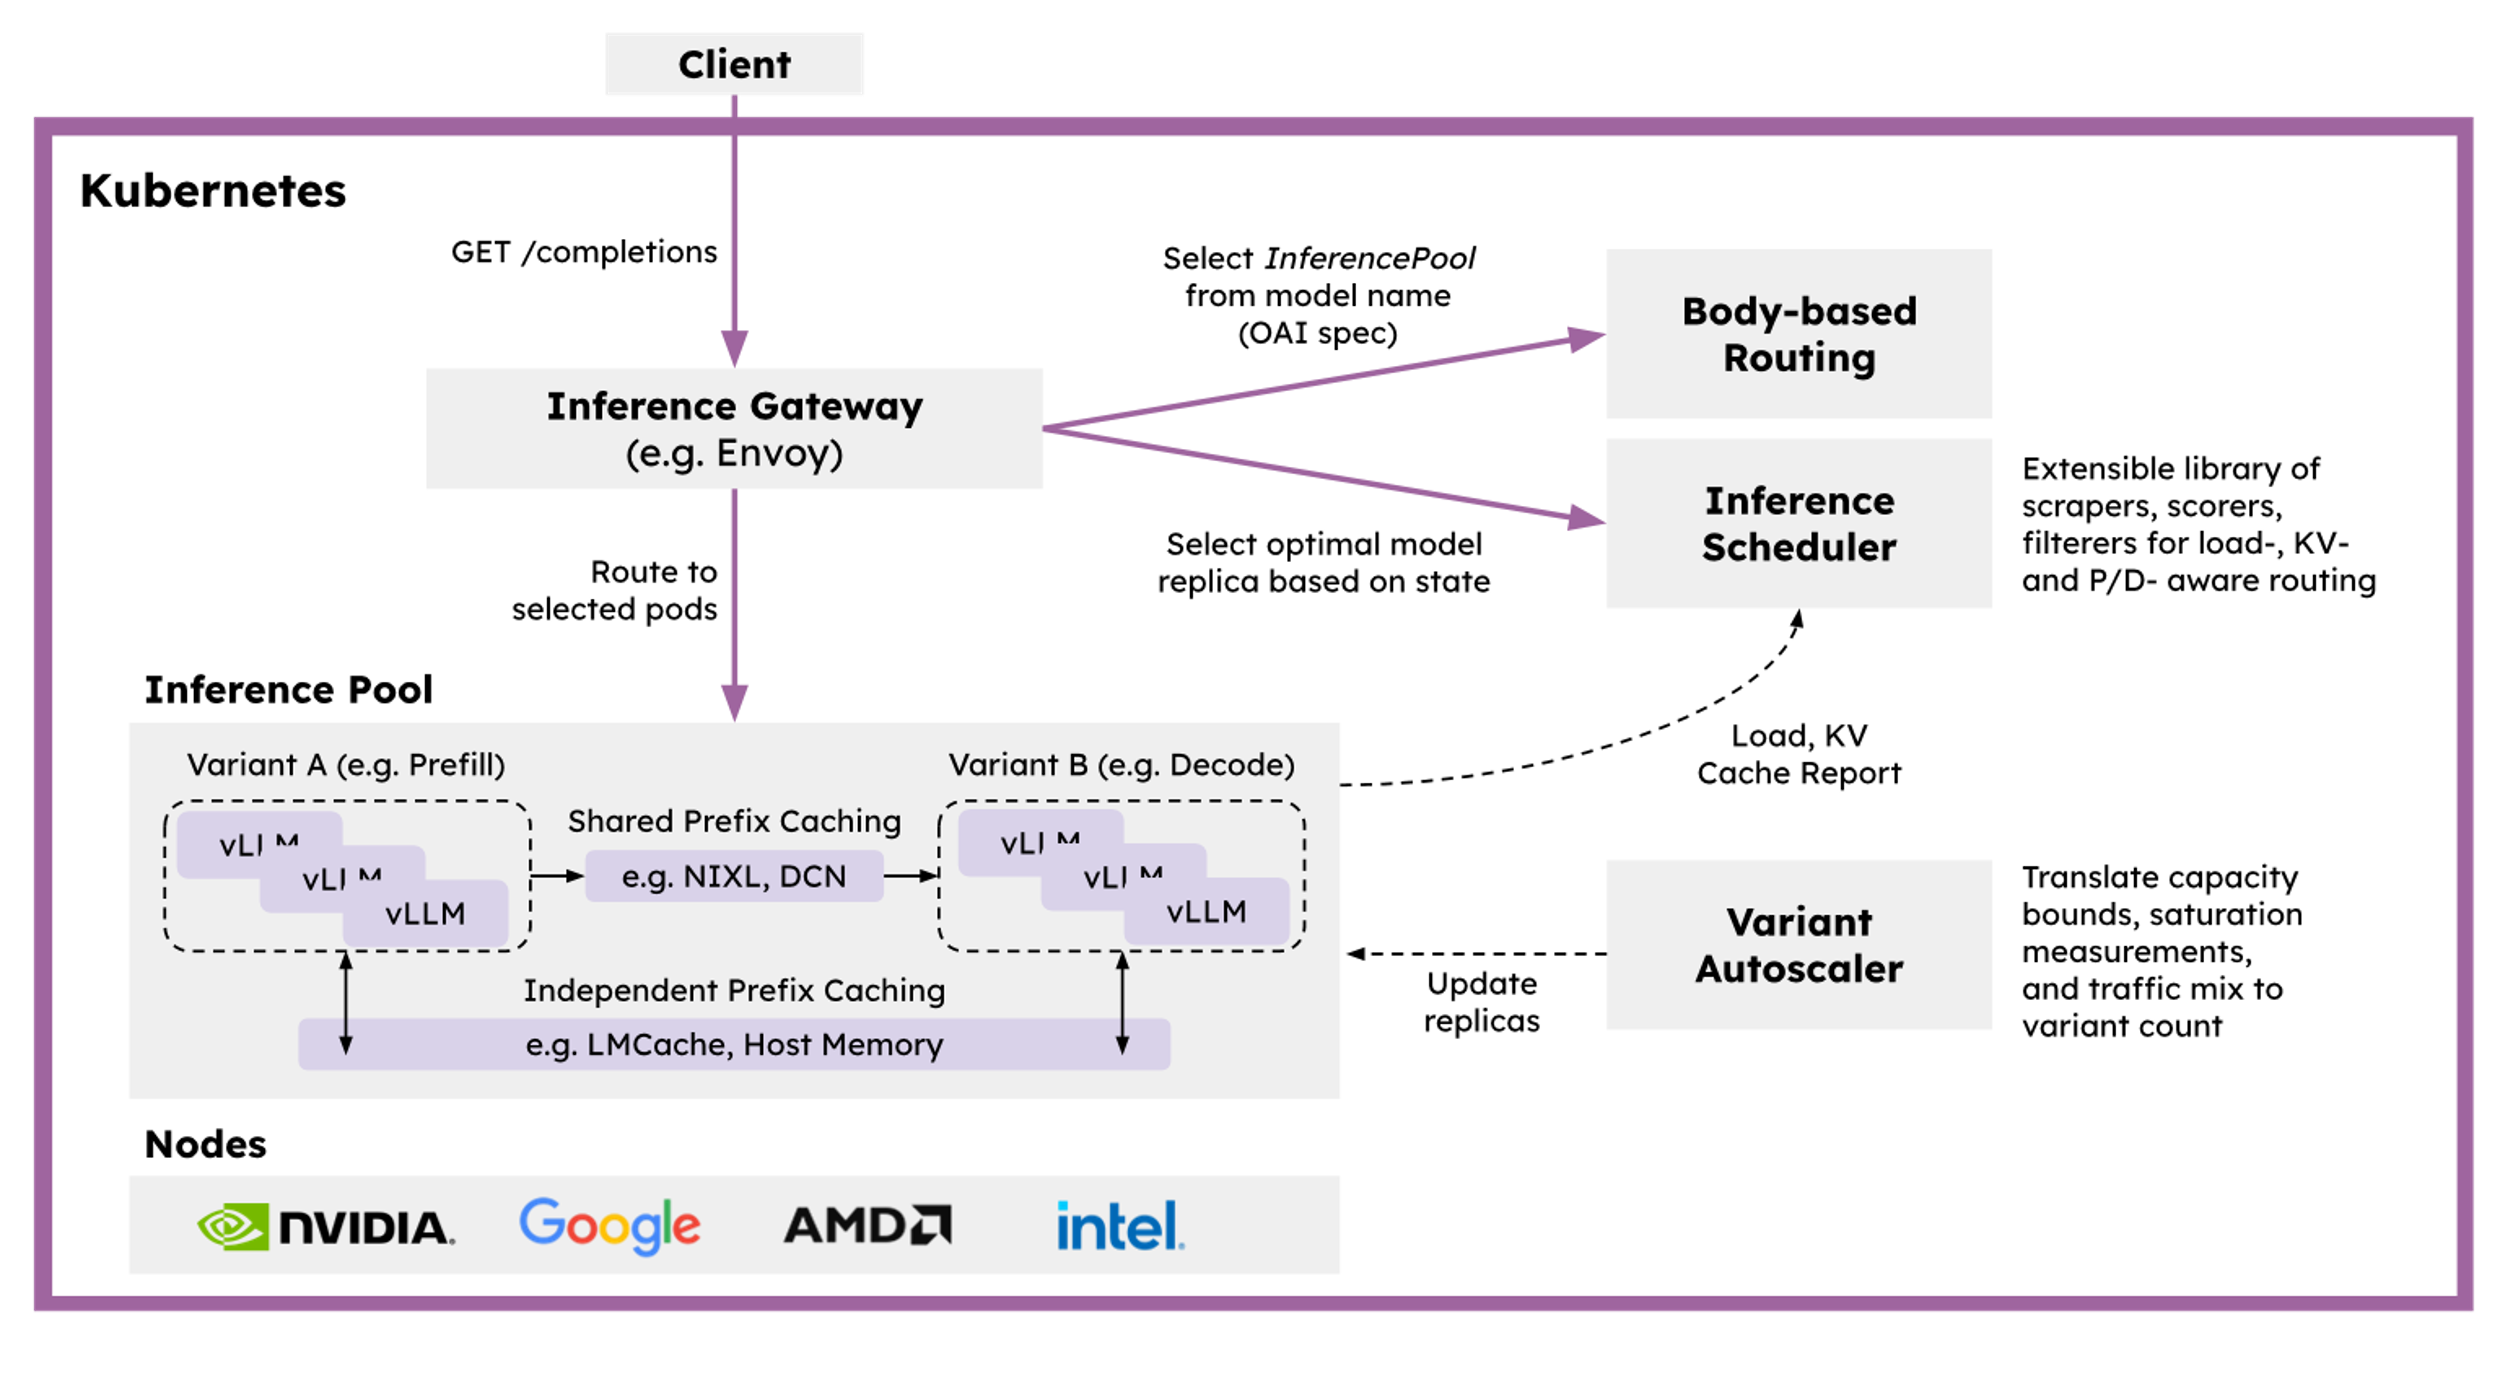 Client
Kubernetes
GET /completions
Select InferencePool
from model name
(OAI spec)
Body-based
Routing
Inference Gateway
(e.g. Envoy)
Inference
Scheduler
Extensible library of
scrapers, scorers,
filterers for load-, KV-
and P/D- aware routing
Select optimal model
replica based on state
Route to
selected pods
Inference Pool
Load, KV
Cache Report
Variant A (e.g. Prefill)
Variant B (e.g. Decode)
vLLM
vLLM
vLLM
Shared Prefix Caching
e.g. NIXL, DCN
vLLM
vLLM
vLLM
Independent Prefix Caching
e.g. LMCache, Host Memory
Variant
Autoscaler
Update
replicas
Translate capacity
bounds, saturation
measurements,
and traffic mix to
variant count
Nodes
NVIDIA.
Google
AMD
intel.